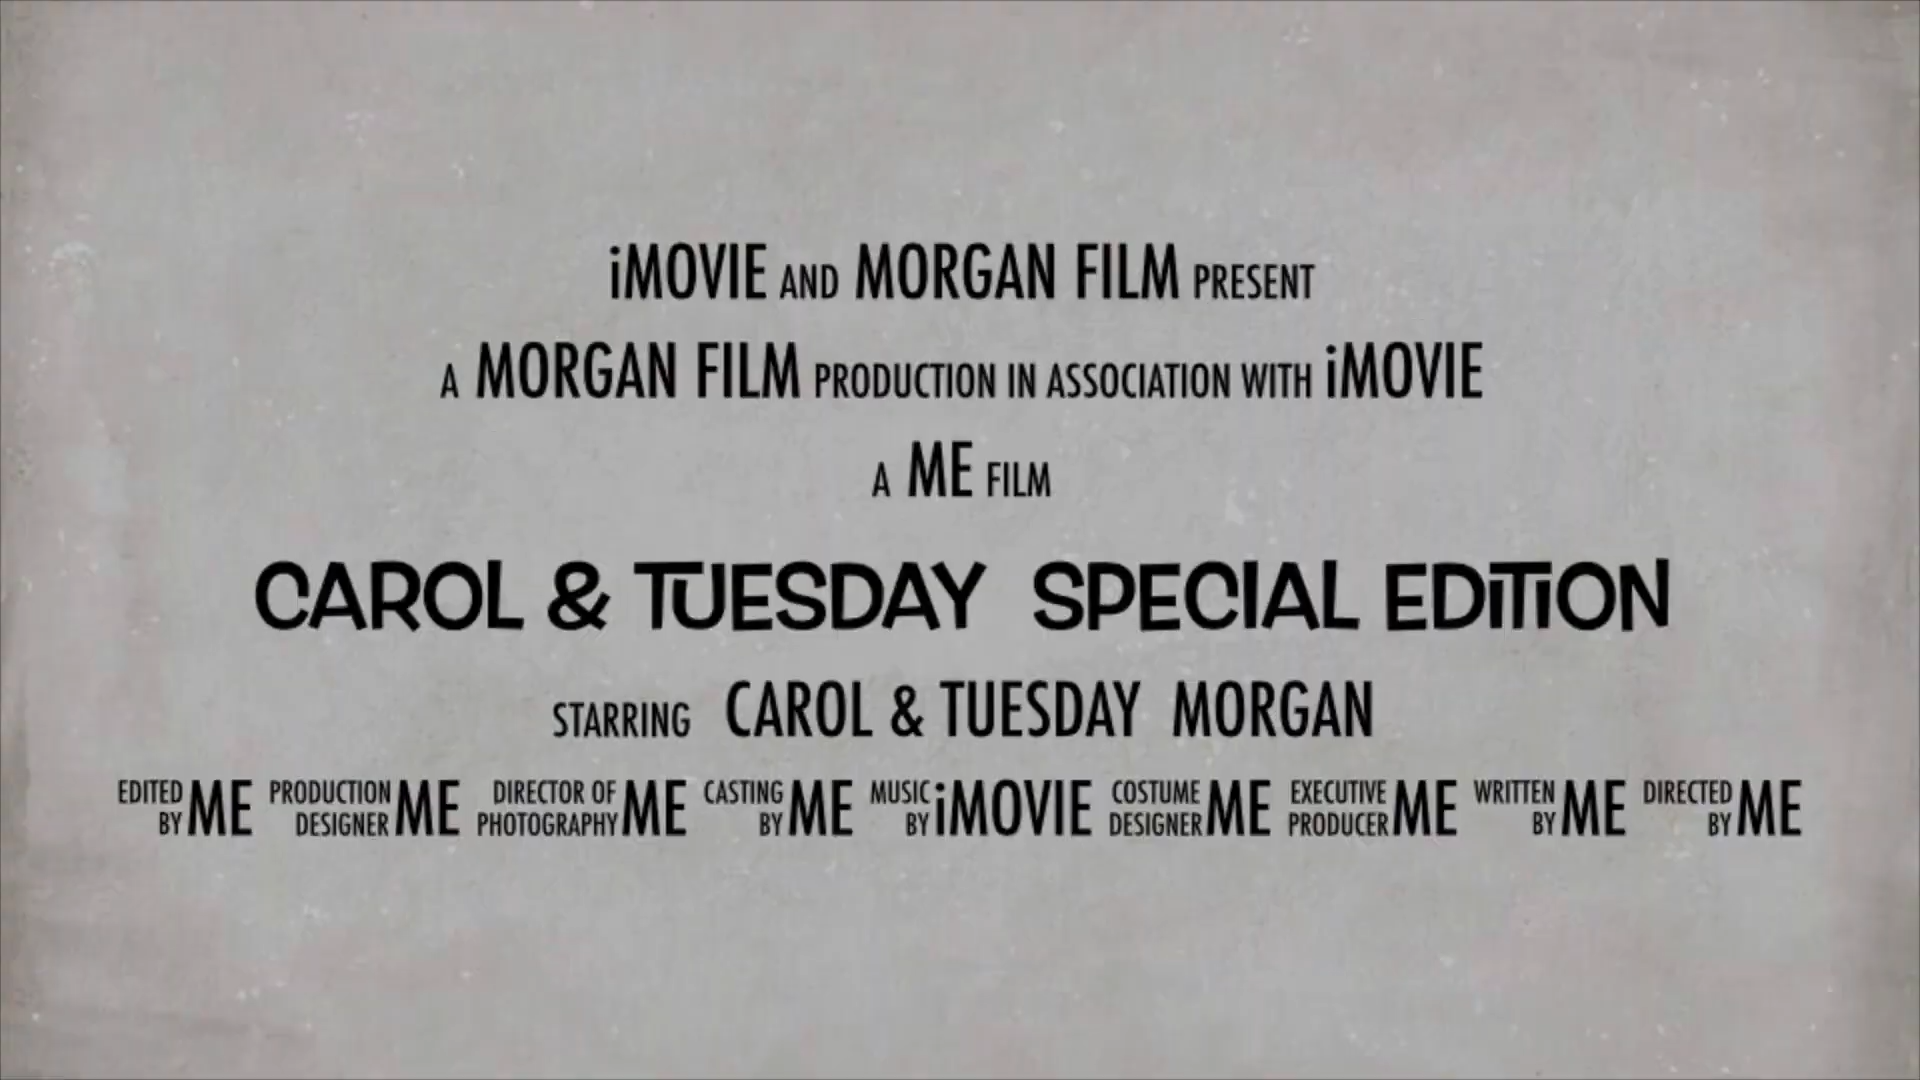 iMOVIE AND MORGAN FILM PRESENT
A MORGAN FILM PRODUCTION IN ASSOCIATION WITH iMOVIE
A ME FILM
CAROL & TUESDAY SPECIAL EDiTiON
STARRING CAROL & TUESDAY MORGAN
EDITED BY ME PRODUCTION DESIGNER ME DIRECTOR OF PHOTOGRAPHY ME CASTING BY ME MUSIC BY iMOVIE COSTUME DESIGNER ME EXECUTIVE PRODUCER ME WRITTEN BY ME DIRECTED BY ME